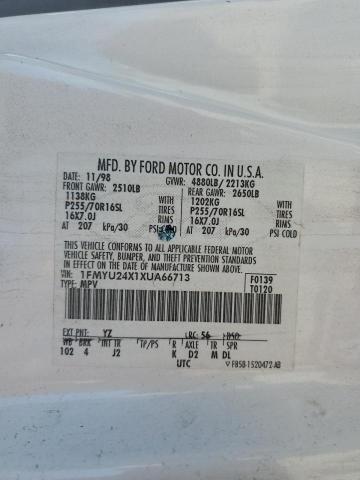 MFD. BY FORD MOTOR CO. IN U.S.A.
DATE: 11/98 GVWR: 4880LB/2213KG
FRONT GAWR: 2510LB REAR GAWR: 2650LB
1138KG WITH 1202KG WITH
P255/70R16SL TIRES P255/70R16SL TIRES
16X7.0J RIMS 16X7.0J RIMS
AT 207 kPa/30 PSI COLD AT 207 kPa/30 PSI COLD
THIS VEHICLE CONFORMS TO ALL APPLICABLE FEDERAL MOTOR
VEHICLE SAFETY, BUMPER, AND THEFT PREVENTION STANDARDS
IN EFFECT ON THE DATE OF MANUFACTURE SHOWN ABOVE.
VIN: 1FMYU24X1XUA66713 F0139
TYPE: MPV T0120
EXT PNT: YZ RC: 56 DSO:
WB BRK INT TR TP/PS R AXLE TR SPR
102 4 J2 K D2 M DL
UTC F85B-1520472-AB